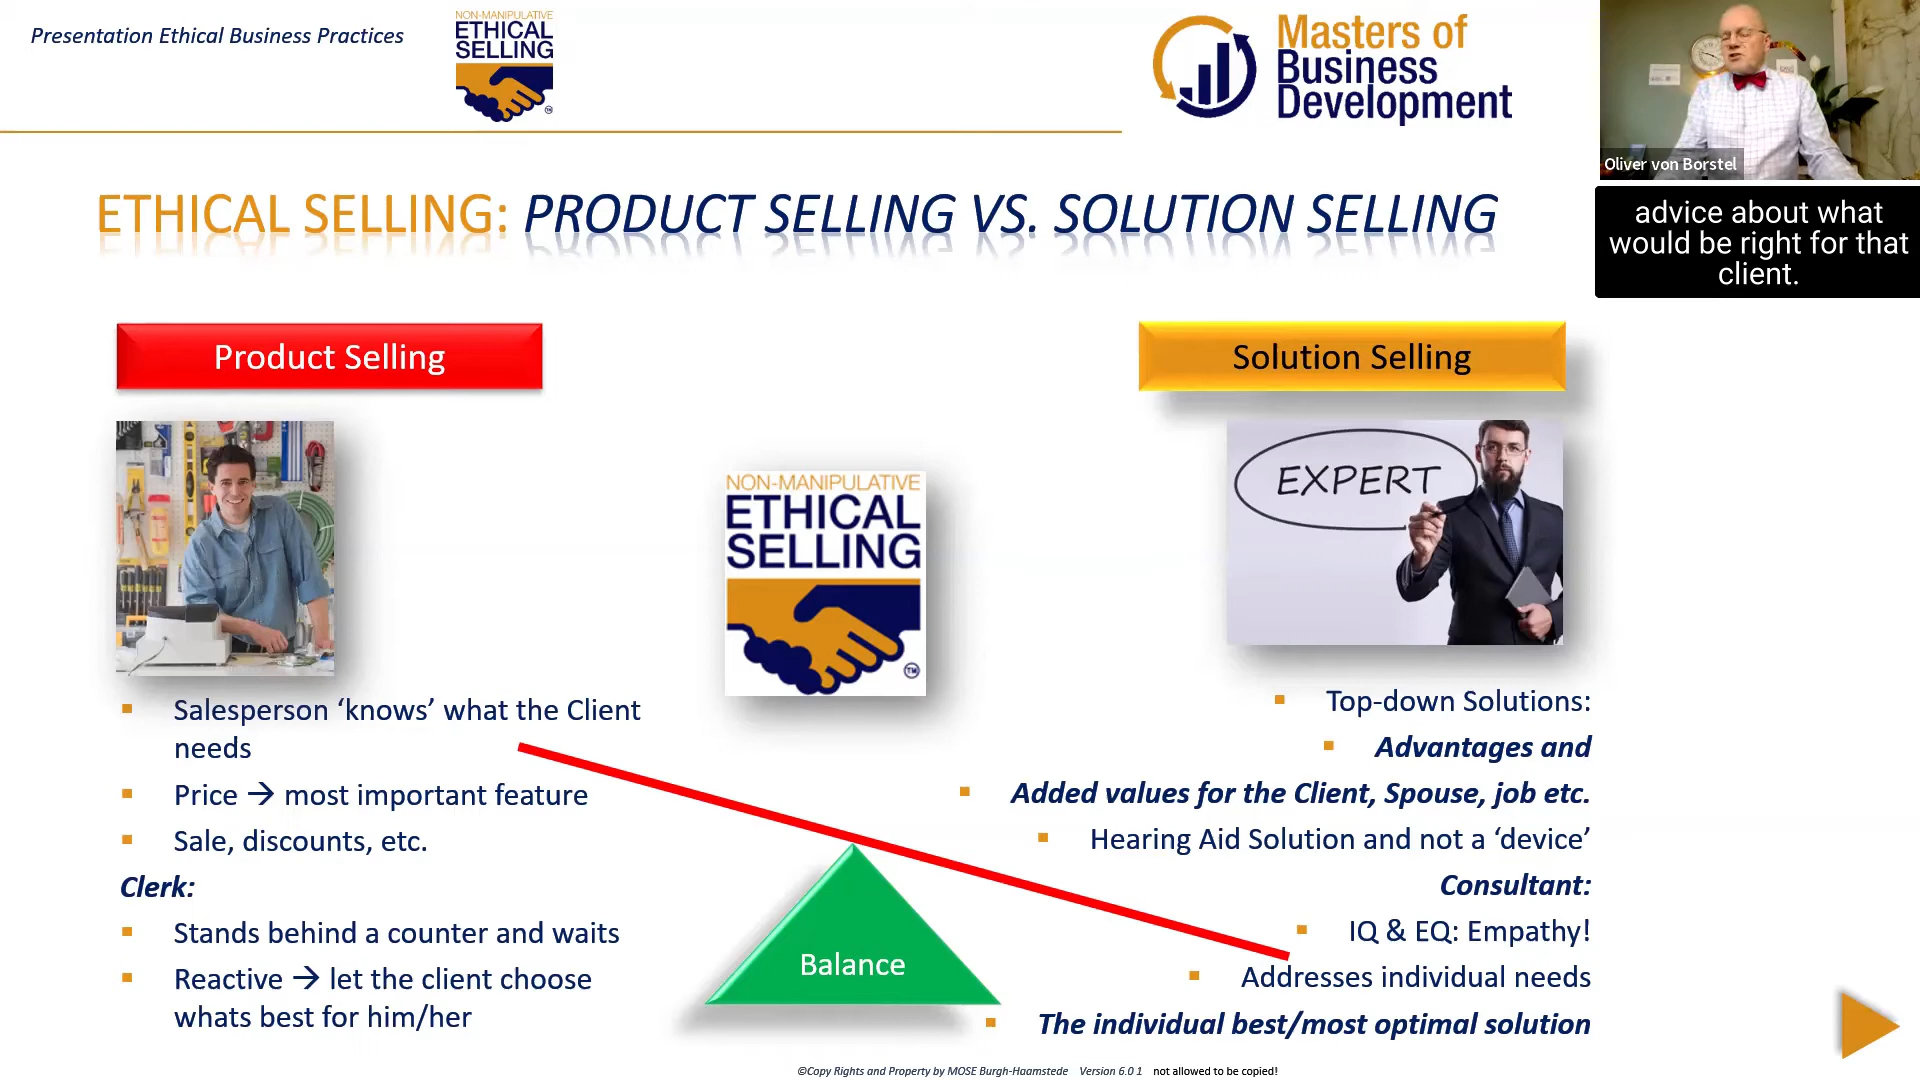 Presentation Ethical Business Practices
NON-MANIPULATIVE
ETHICAL
SELLING
TM
Masters of
Business
Development
Oliver von Borstel
advice about what
would be right for that
client.
ETHICAL SELLING: PRODUCT SELLING VS. SOLUTION SELLING
Product Selling
Solution Selling
EXPERT
NON-MANIPULATIVE
ETHICAL
SELLING
TM
▪ Salesperson ‘knows’ what the Client
needs
▪ Price → most important feature
▪ Sale, discounts, etc.
Clerk:
▪ Stands behind a counter and waits
▪ Reactive → let the client choose
whats best for him/her
Balance
▪ Top-down Solutions:
▪ Advantages and
▪ Added values for the Client, Spouse, job etc.
▪ Hearing Aid Solution and not a ‘device’
Consultant:
▪ IQ & EQ: Empathy!
▪ Addresses individual needs
▪ The individual best/most optimal solution
©Copy Rights and Property by MOSE Burgh-Haamstede Version 6.0 1 not allowed to be copied!